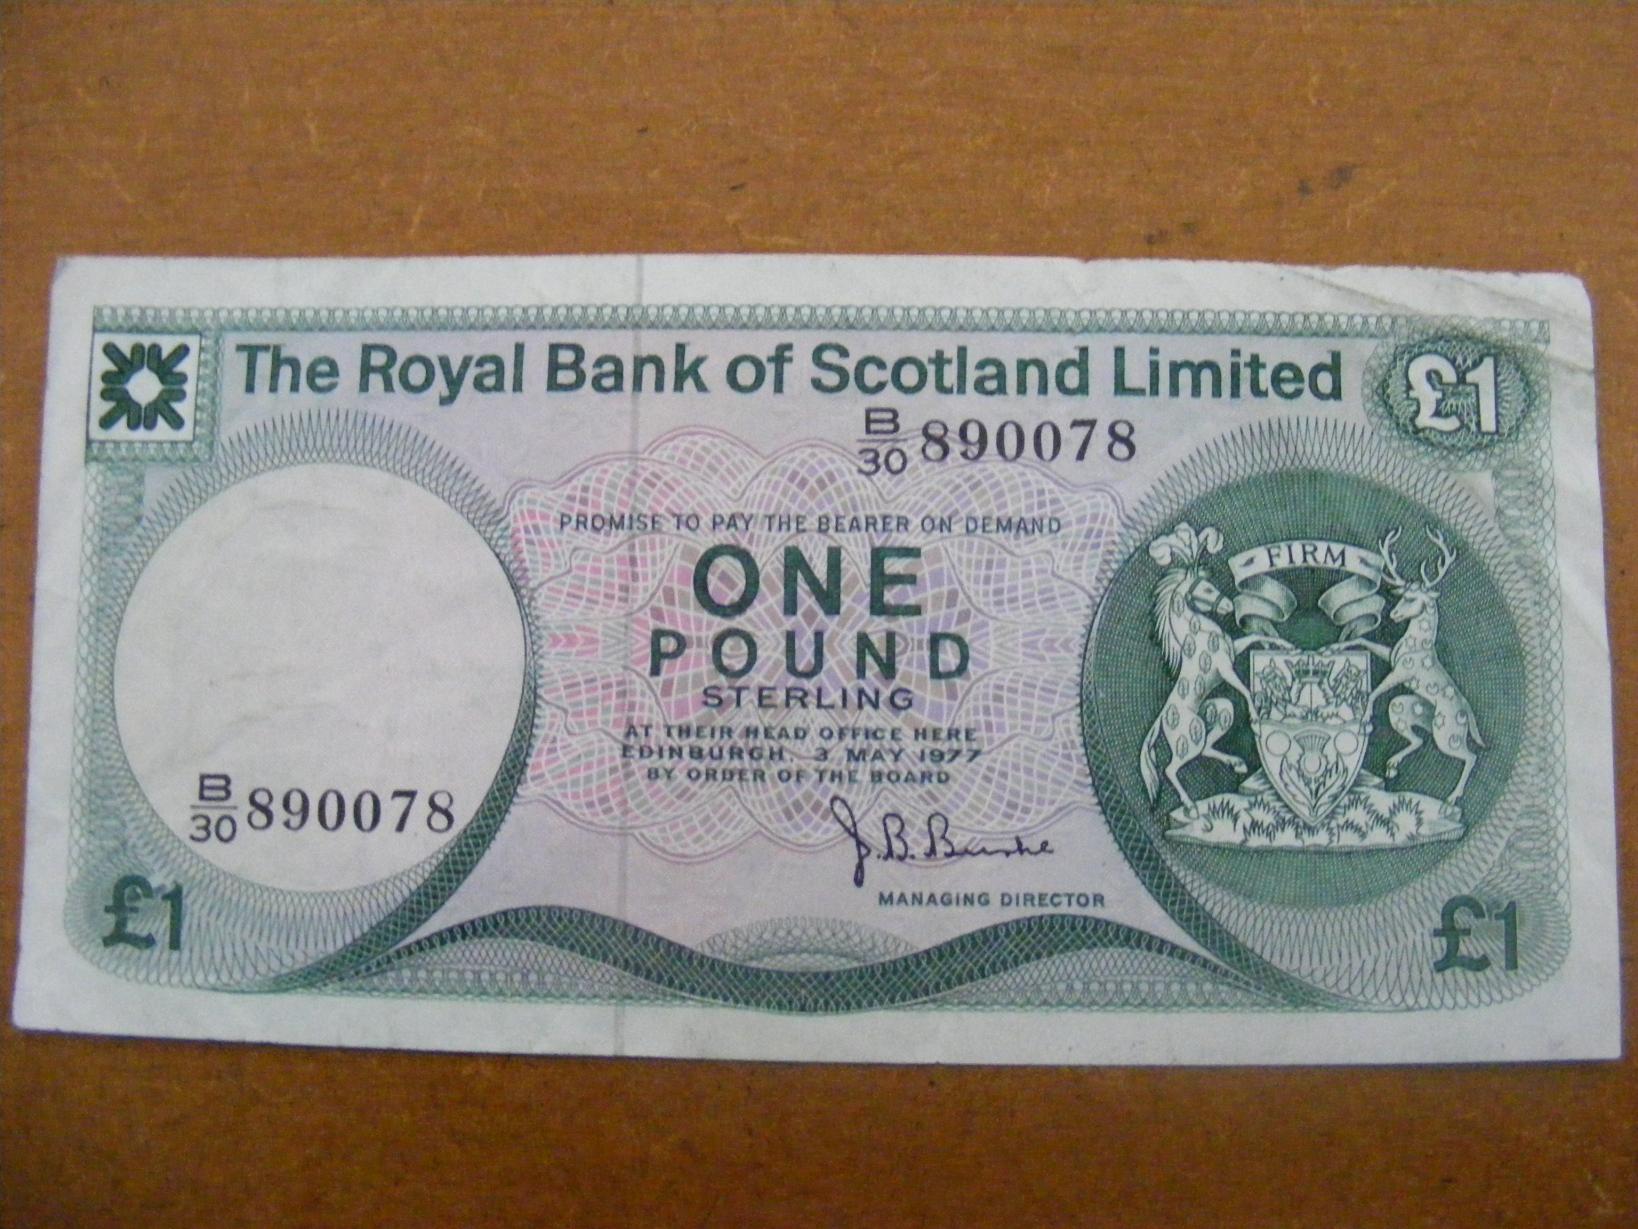 The Royal Bank of Scotland Limited
£1
B/30 890078
PROMISE TO PAY THE BEARER ON DEMAND
ONE
POUND
STERLING
AT THEIR HEAD OFFICE HERE
EDINBURGH, 3 MAY 1977
BY ORDER OF THE BOARD
FIRM
B/30 890078
J. B. Burke
MANAGING DIRECTOR
£1
£1